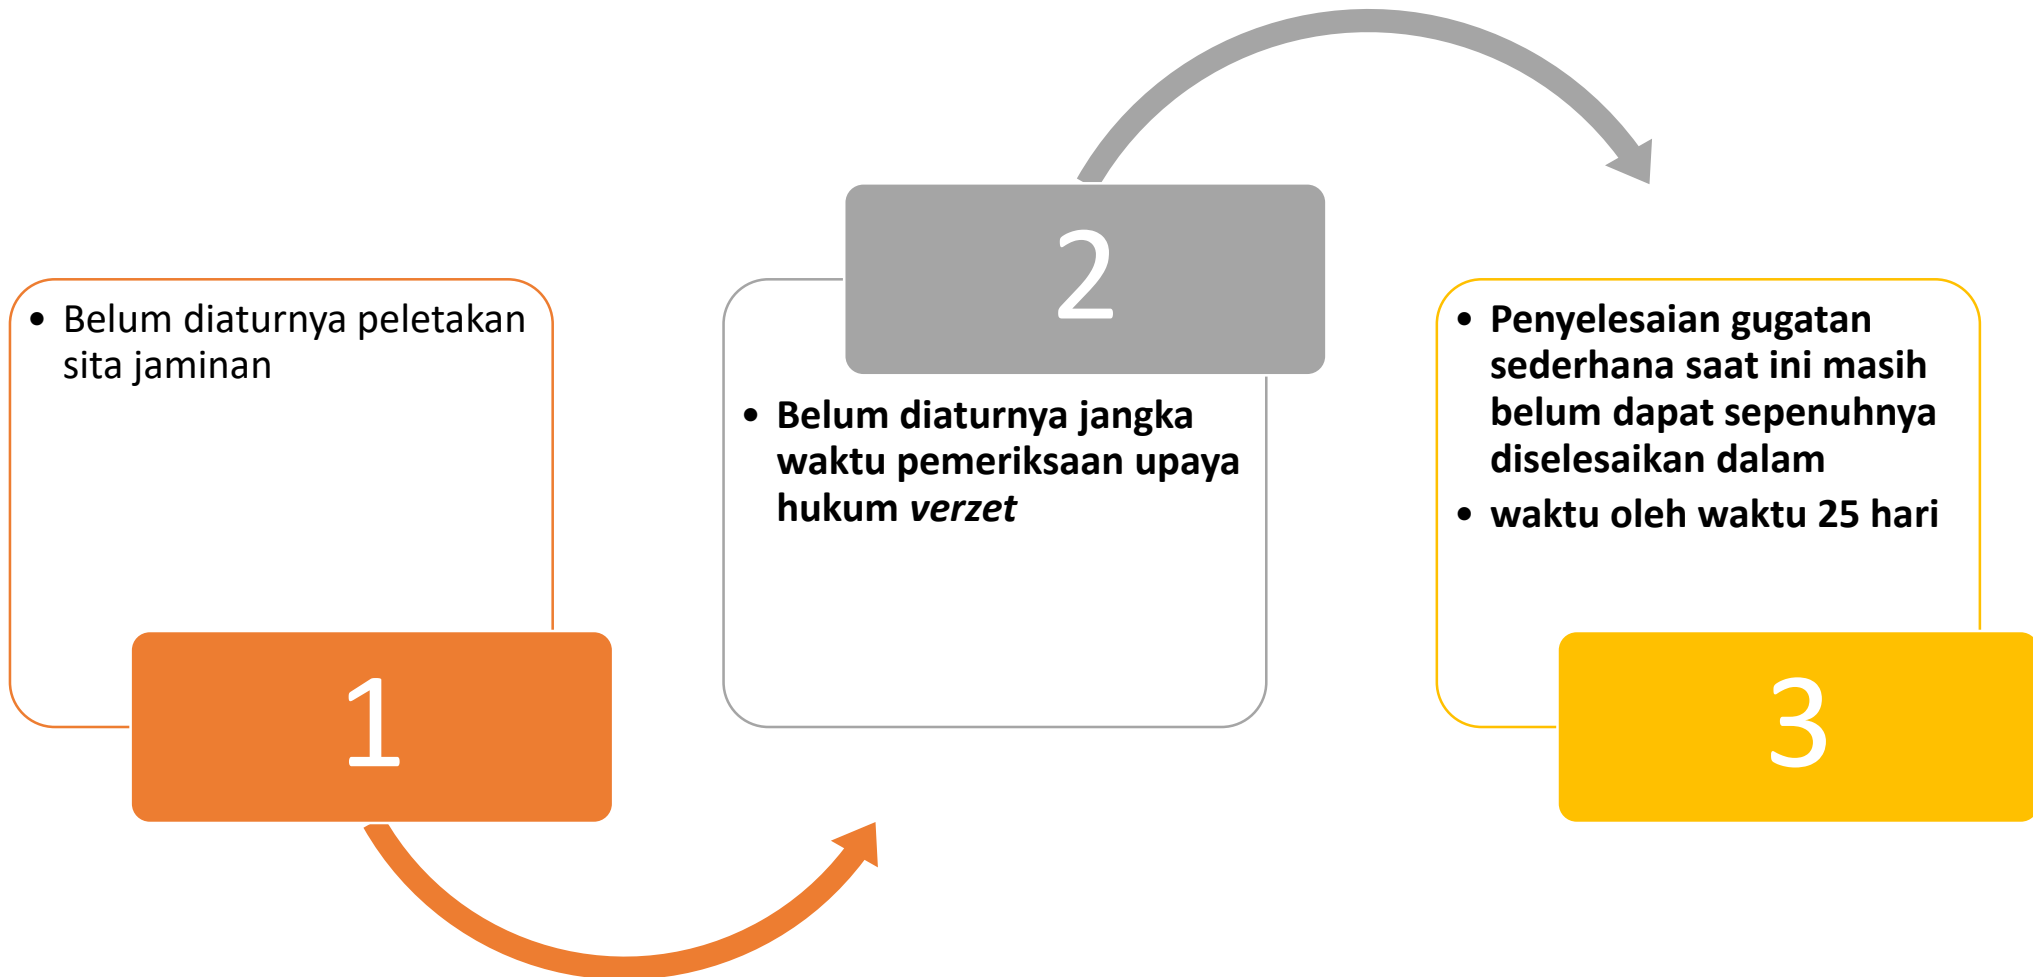 • Belum diaturnya peletakan
sita jaminan
1
2
• Belum diaturnya jangka
waktu pemeriksaan upaya
hukum verzet
• Penyelesaian gugatan
sederhana saat ini masih
belum dapat sepenuhnya
diselesaikan dalam
• waktu oleh waktu 25 hari
3